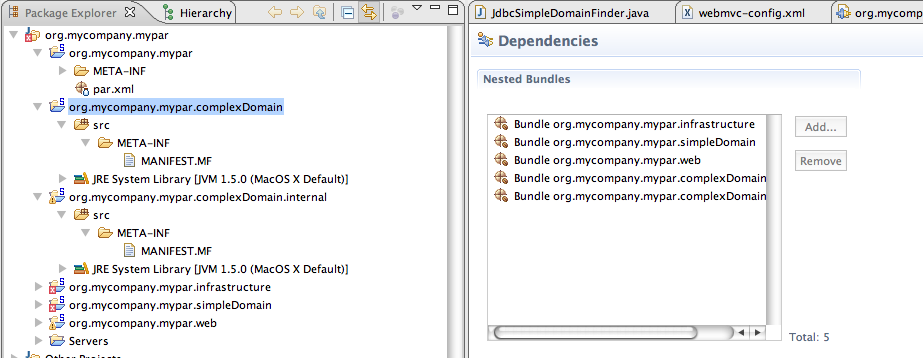 Package Explorer
Hierarchy
org.mycompany.mypar
org.mycompany.mypar
META-INF
par.xml
org.mycompany.mypar.complexDomain
src
META-INF
MANIFEST.MF
JRE System Library [JVM 1.5.0 (MacOS X Default)]
org.mycompany.mypar.complexDomain.internal
src
META-INF
MANIFEST.MF
JRE System Library [JVM 1.5.0 (MacOS X Default)]
org.mycompany.mypar.infrastructure
org.mycompany.mypar.simpleDomain
org.mycompany.mypar.web
Servers
Other Projects
JdbcSimpleDomainFinder.java
webmvc-config.xml
org.mycomp
Dependencies
Nested Bundles
Bundle org.mycompany.mypar.infrastructure
Bundle org.mycompany.mypar.simpleDomain
Bundle org.mycompany.mypar.web
Bundle org.mycompany.mypar.complexDomain
Bundle org.mycompany.mypar.complexDomain
Add...
Remove
Total: 5